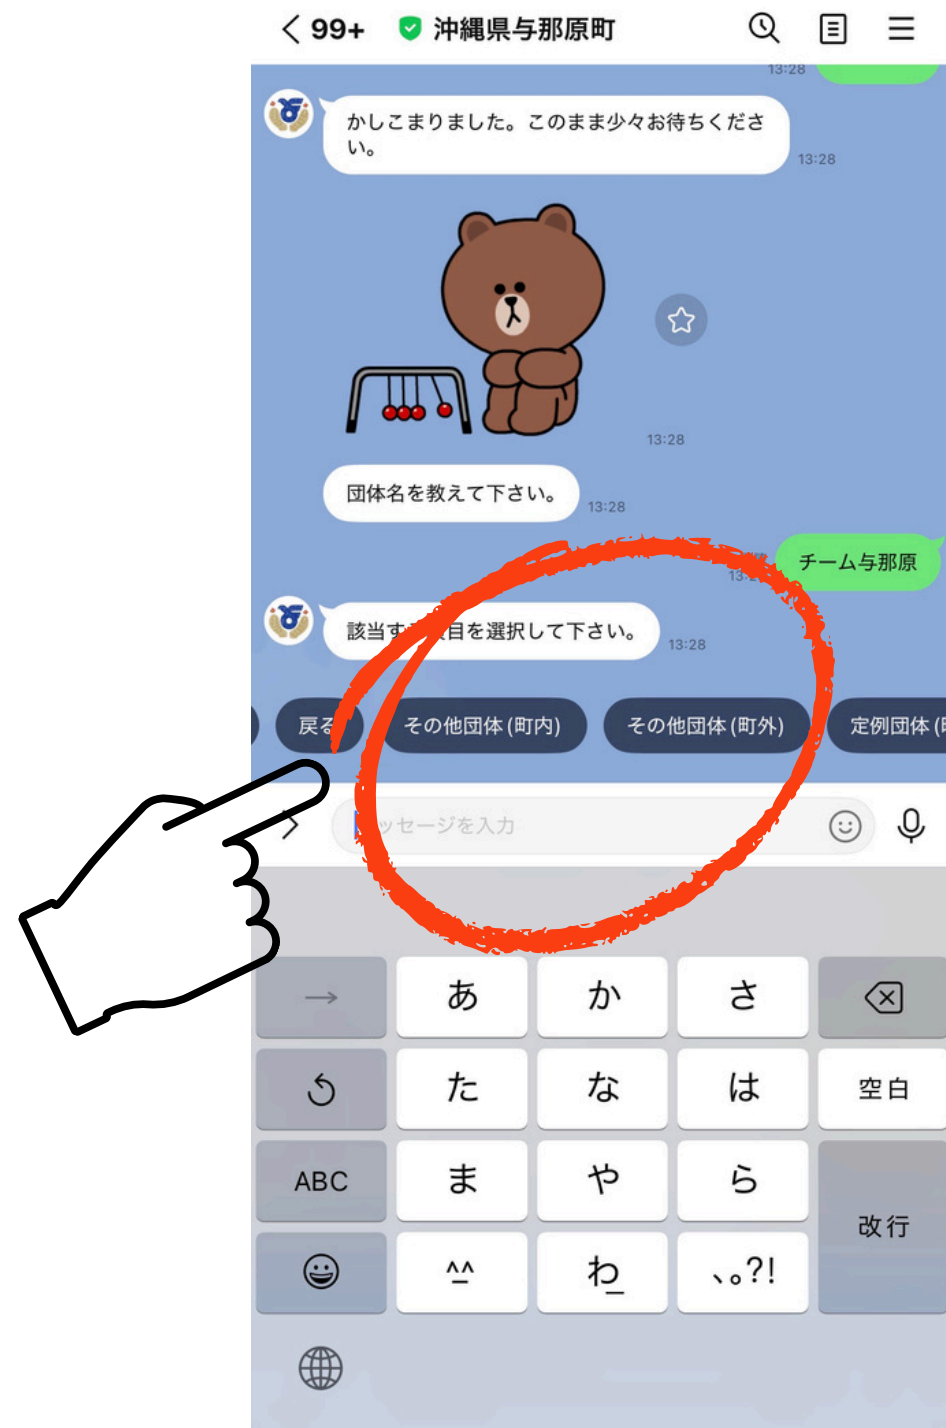 99+ 沖縄県与那原町
13:28
かしこまりました。このまま少々お待ちくださ
い。
13:28
13:28
団体名を教えて下さい。
13:28
チーム与那原
該当す 目を選択して下さい。
13:28
戻る その他団体(町内) その他団体(町外) 定例団体
メッセージを入力
→ あ か さ
た な は 空白
ABC ま や ら
改行
^^ わ 、。?!